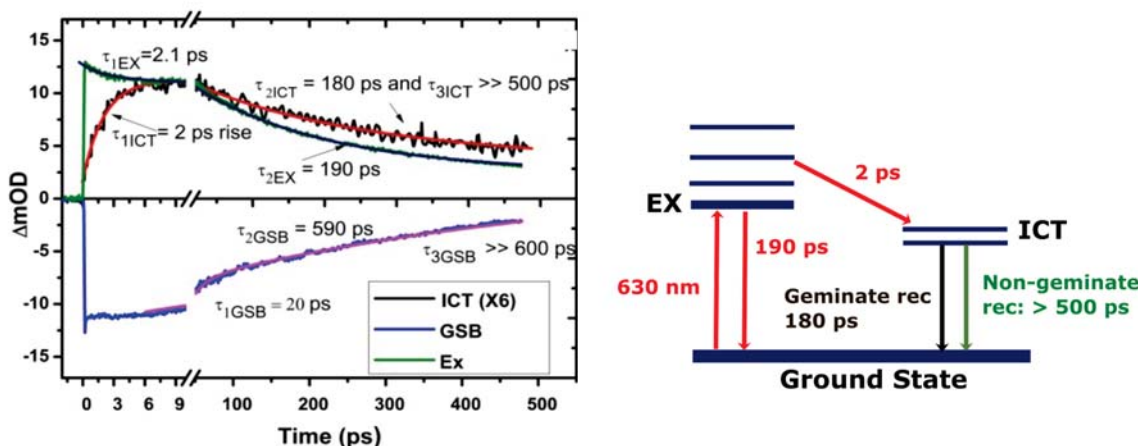 15
10
5
0
-5
-10
-15
ΔmOD
τ1EX=2.1 ps
τ2ICT = 180 ps and τ3ICT >> 500 ps
τ1ICT= 2 ps rise
τ2EX = 190 ps
τ2GSB = 590 ps
τ3GSB >> 600 ps
τ1GSB = 20 ps
ICT (X6)
GSB
Ex
0 3 6 9 100 200 300 400 500
Time (ps)
EX
2 ps
ICT
190 ps
630 nm
Geminate rec
180 ps
Non-geminate
rec: > 500 ps
Ground State